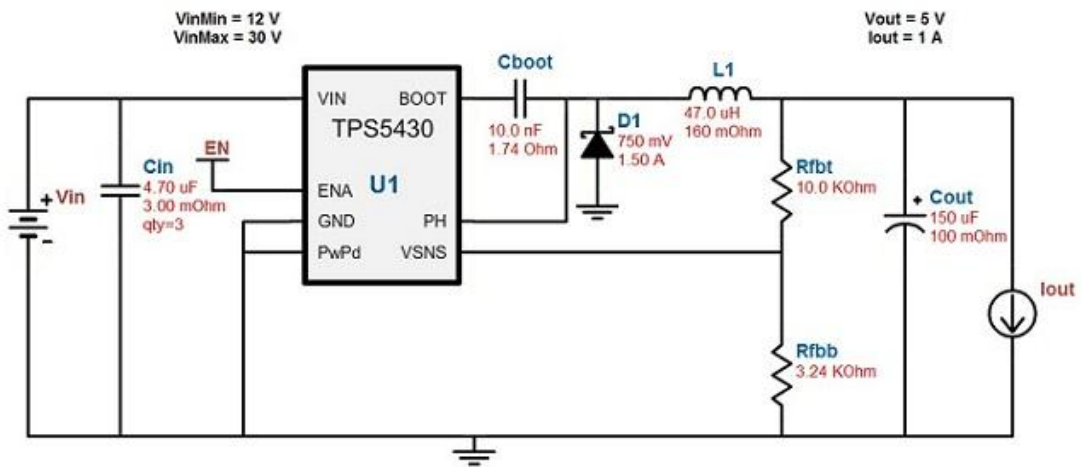 VinMin = 12 V
VinMax = 30 V
Vout = 5 V
Iout = 1 A
Cboot
10.0 nF
1.74 Ohm
L1
47.0 uH
160 mOhm
D1
750 mV
1.50 A
VIN
BOOT
TPS5430
U1
ENA
GND
PH
PwPd
VSNS
EN
Cin
4.70 uF
3.00 mOhm
qty=3
+ Vin
-
Rfbt
10.0 KOhm
+
Cout
150 uF
100 mOhm
Iout
Rfbb
3.24 KOhm